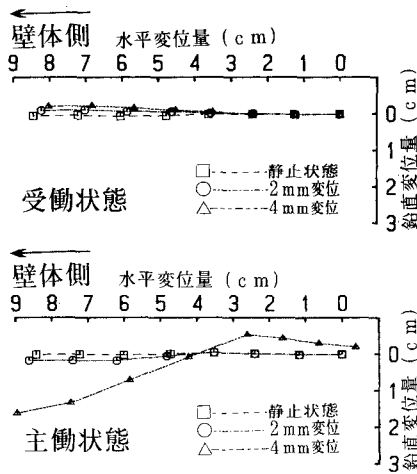 壁体側 水平変位量(cm)
9 8 7 6 5 4 3 2 1 0
0
1
2
3
鉛直変位量(cm)
静止状態
2mm変位
4mm変位
受働状態
壁体側 水平変位量(cm)
9 8 7 6 5 4 3 2 1 0
0
1
2
3
鉛直変位量(cm)
静止状態
2mm変位
4mm変位
主働状態